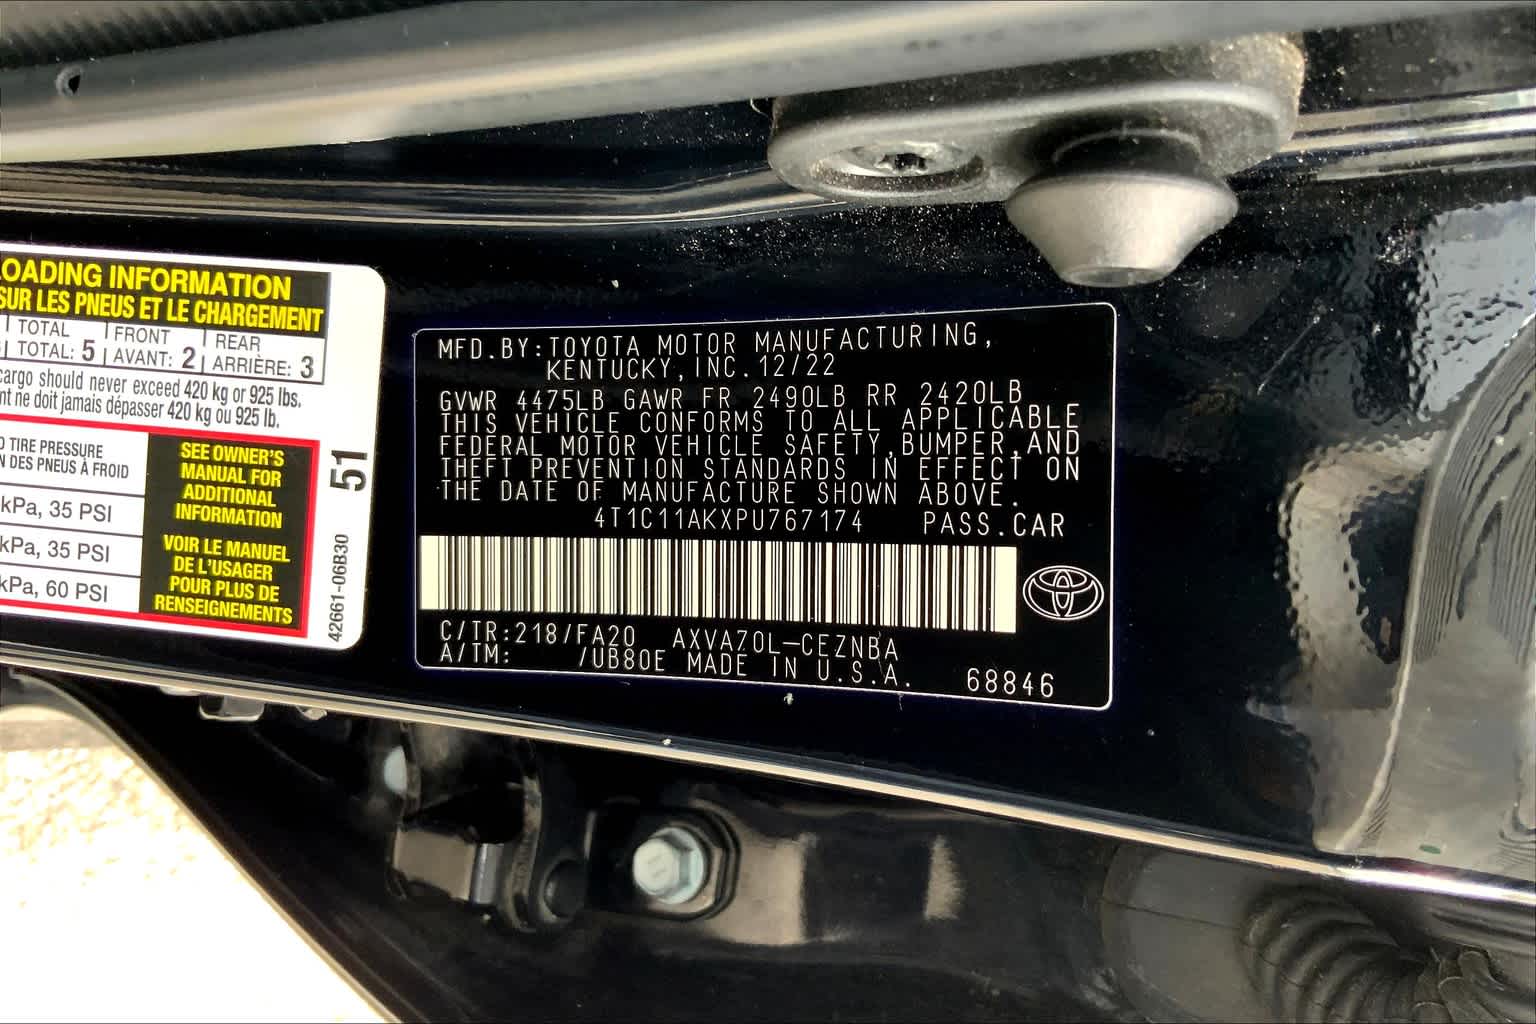 LOADING INFORMATION
SUR LES PNEUS ET LE CHARGEMENT
TOTAL | FRONT | REAR
TOTAL: 5 | AVANT: 2 | ARRIÈRE: 3
cargo should never exceed 420 kg or 925 lbs.
nt ne doit jamais dépasser 420 kg ou 925 lb.
TIRE PRESSURE
DES PNEUS À FROID
kPa, 35 PSI
kPa, 35 PSI
kPa, 60 PSI
SEE OWNER'S
MANUAL FOR
ADDITIONAL
INFORMATION
VOIR LE MANUEL
DE L'USAGER
POUR PLUS DE
RENSEIGNEMENTS
51
42661-06B30
MFD.BY:TOYOTA MOTOR MANUFACTURING,
KENTUCKY,INC.12/22
GVWR 4475LB GAWR FR 2490LB RR 2420LB
THIS VEHICLE CONFORMS TO ALL APPLICABLE
FEDERAL MOTOR VEHICLE SAFETY,BUMPER,AND
THEFT PREVENTION STANDARDS IN EFFECT ON
THE DATE OF MANUFACTURE SHOWN ABOVE.
4T1C11AKXPU767174 PASS.CAR
C/TR:218/FA20 AXVA70L-CEZNBA
A/TM: /UB80E MADE IN U.S.A. 68846